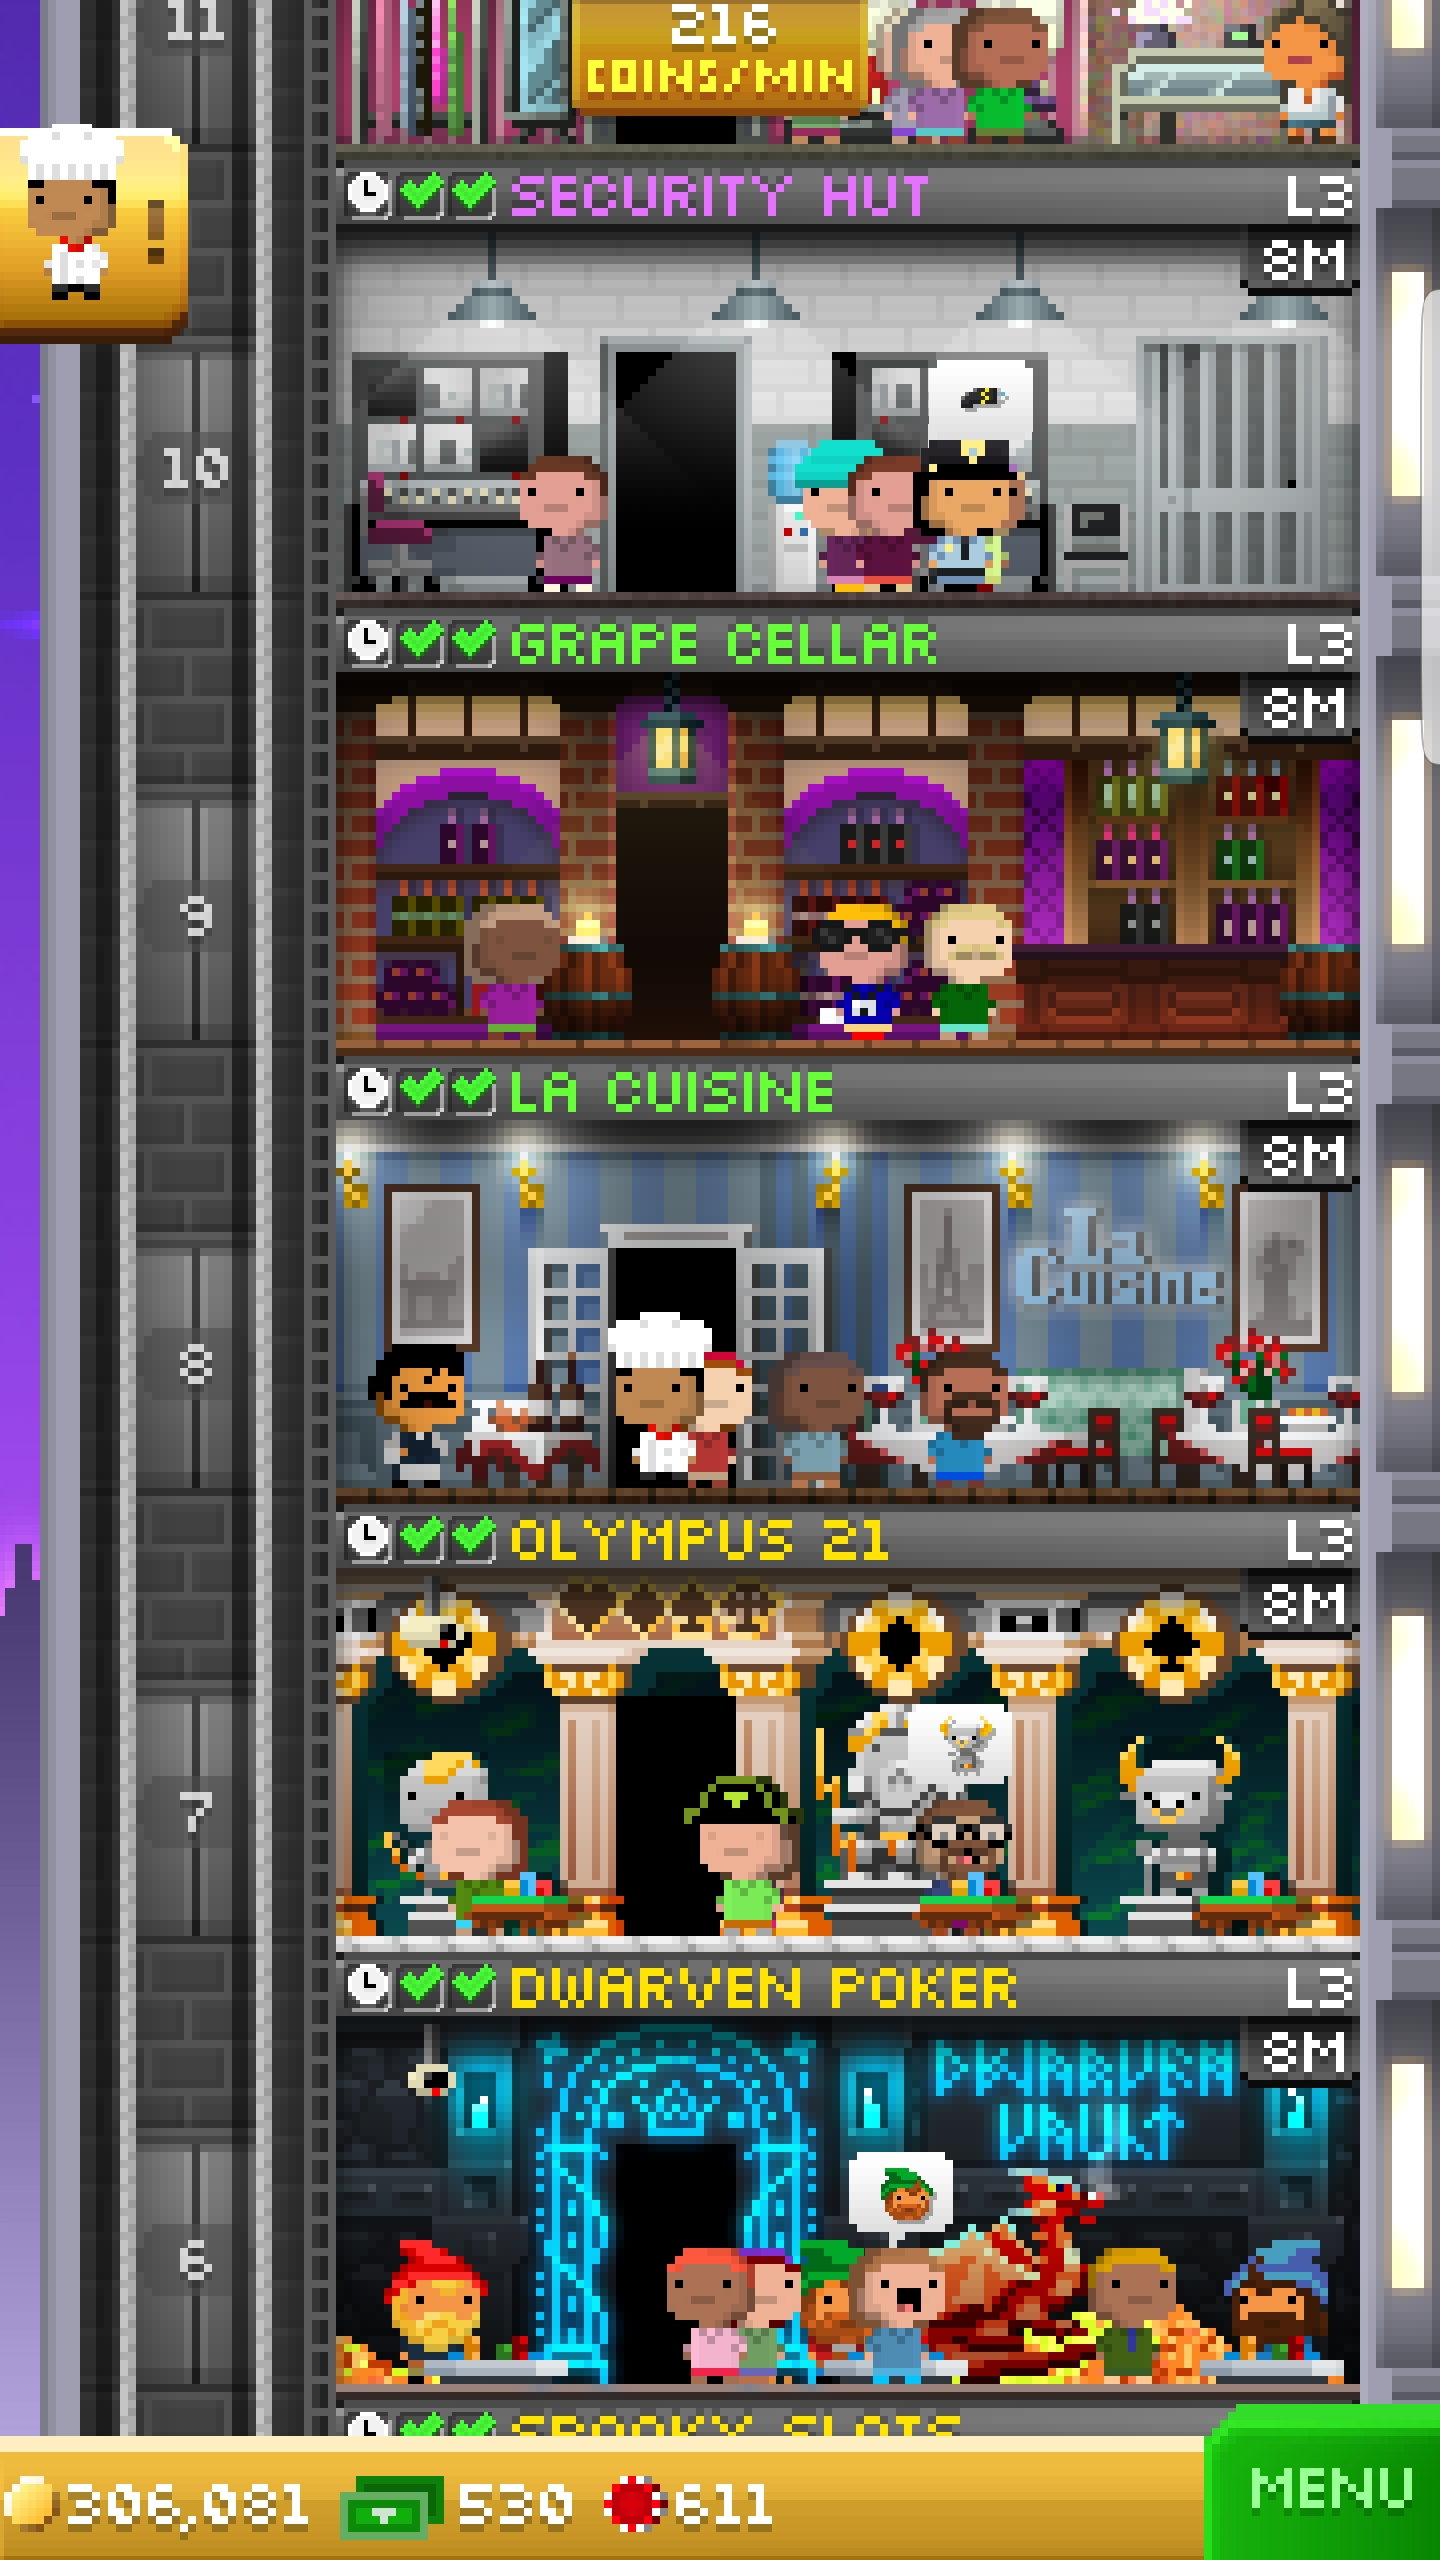 11
216
COINS/MIN
SECURITY HUT L3
8M
10
GRAPE CELLAR L3
8M
9
LA CUISINE L3
8M
La
Cuisine
8
OLYMPUS 21 L3
8M
7
DWARVEN POKER L3
8M
DWARVEN
VAULT
6
SPOOKY SLOTS
306,081 530 611
MENU